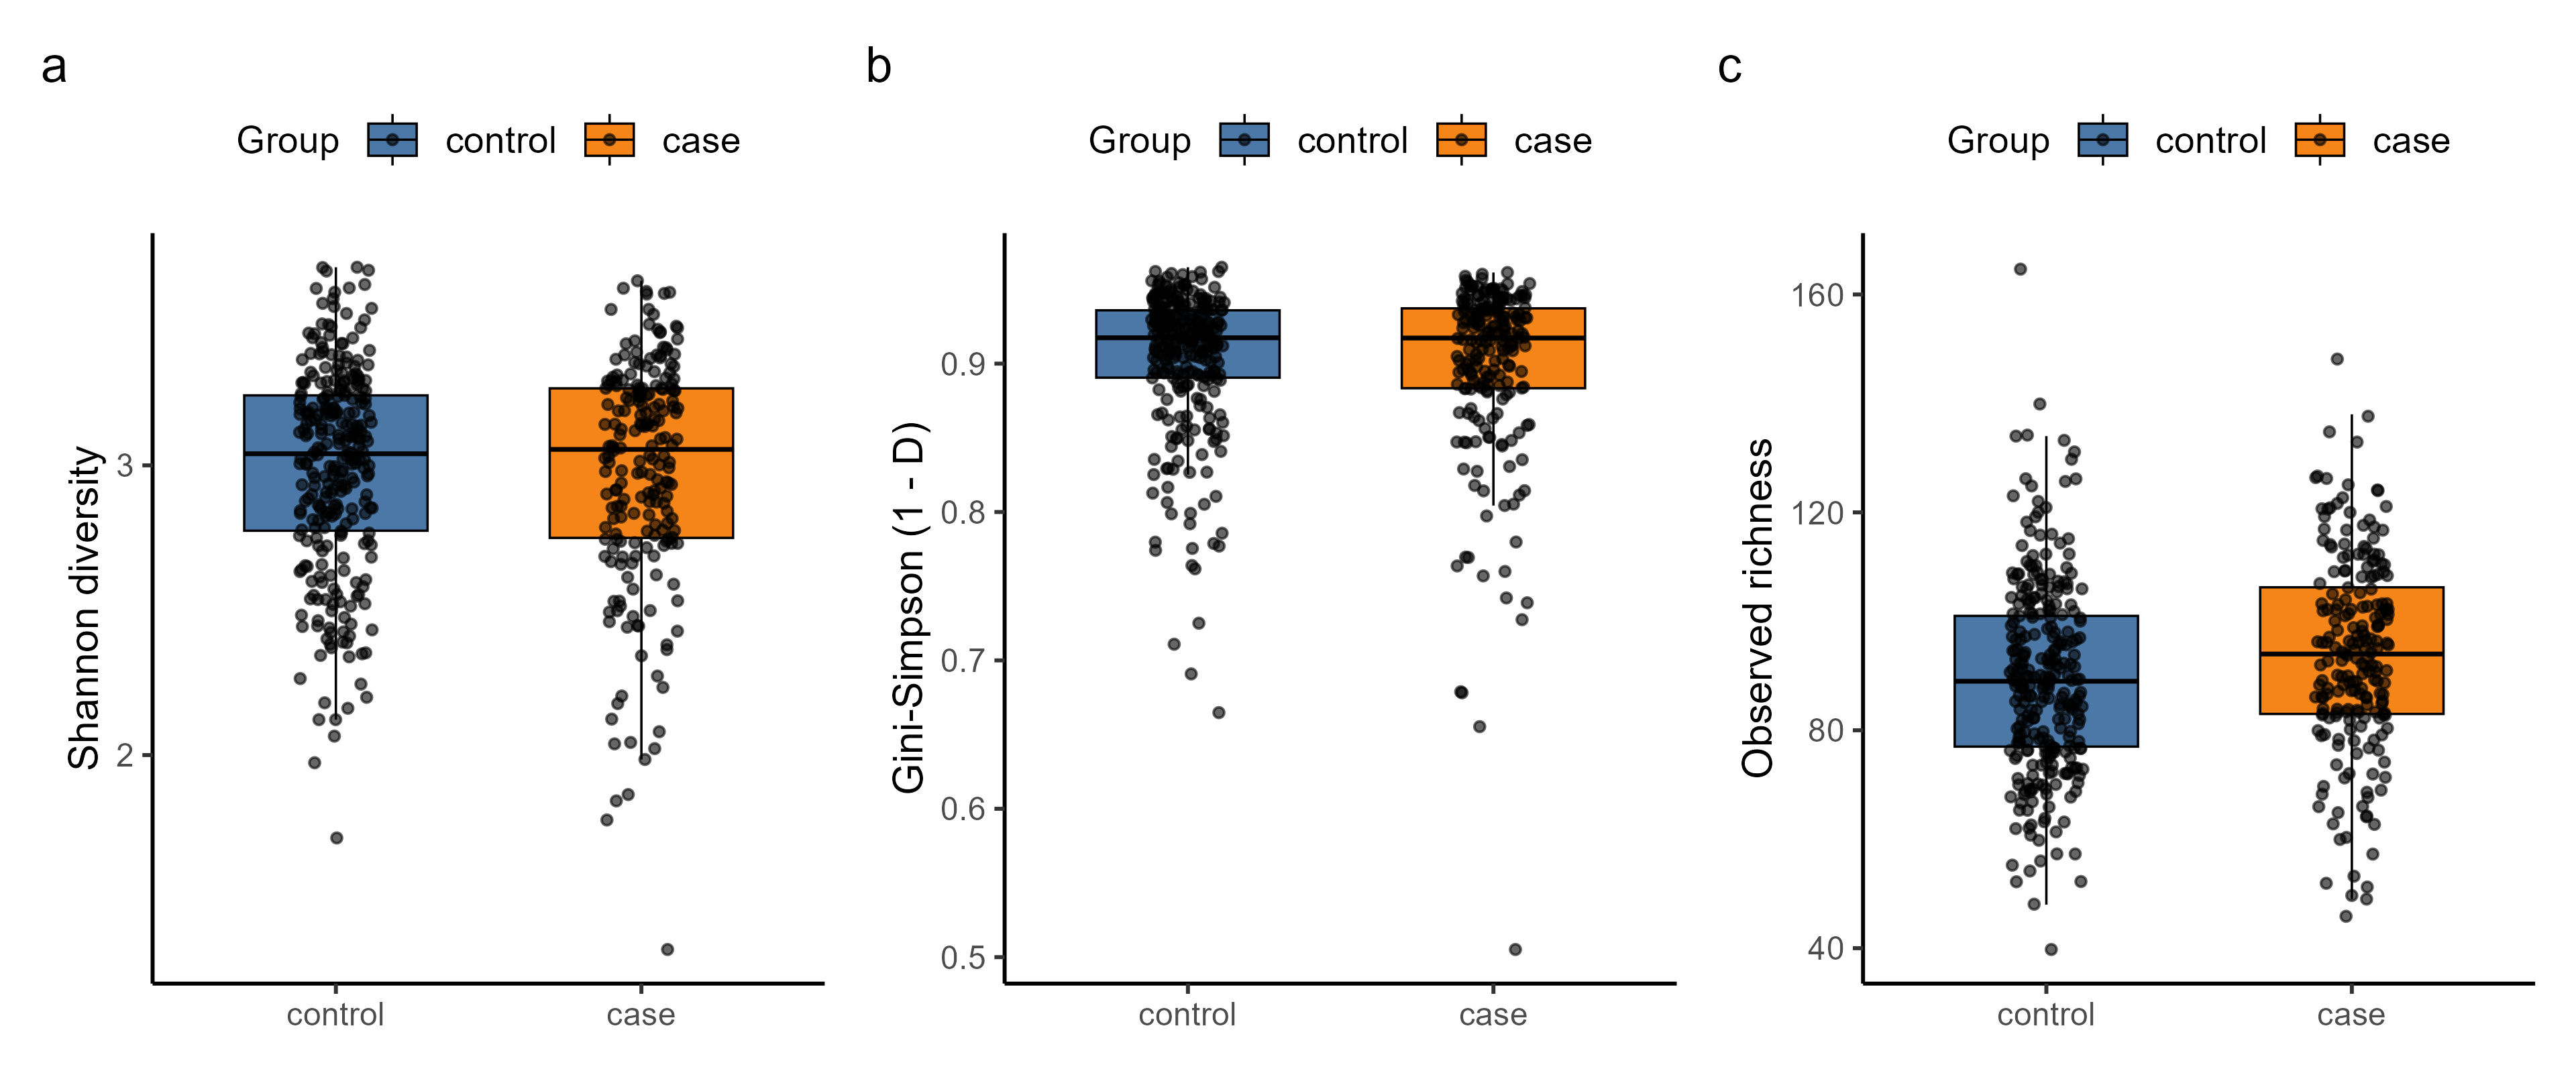 a
Group control case
Shannon diversity
3
2
control case
b
Group control case
Gini-Simpson (1 - D)
0.9
0.8
0.7
0.6
0.5
control case
c
Group control case
Observed richness
160
120
80
40
control case